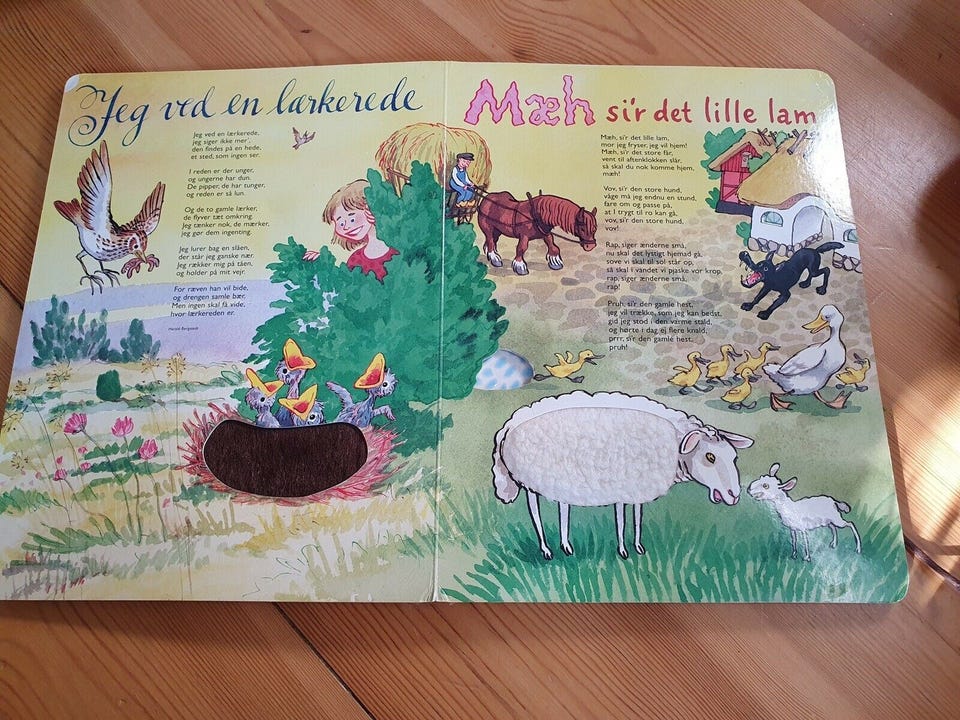 Jeg ved en lærkerede
Jeg ved en lærkerede,
jeg siger ikke mer',
den findes på en hede,
et sted, som ingen ser.
I reden er der unger,
og ungerne har dun.
De pipper, de har tunger,
og reden er så lun.
Og de to gamle lærker,
de flyver tæt omkring.
Jeg tænker nok, de mærker,
jeg gør dem ingenting.
Jeg lurer bag en slåen,
der står jeg ganske nær.
Jeg rækker mig på tåen,
og holder på mit vejr.
For ræven han vil bide,
og drengen samle bær.
Men ingen skal få vide,
hvor lærkereden er.
Harald Bergstedt
Mæh si'r det lille lam
Mæh, si'r det lille lam,
mor jeg fryser, jeg vil hjem!
Mæh, si'r det store får,
vent til aftenklokken slår,
så skal du nok komme hjem,
mæh!
Vov, si'r den store hund,
våge må jeg endnu en stund,
fare om og passe på,
at I trygt til ro kan gå,
vov, si'r den store hund,
vov!
Rap, siger ænderne små,
nu skal det lystigt hjemad gå,
sove vi skal til sol står op,
så skal i vandet vi pjaske vor krop,
rap, siger ænderne små,
rap!
Pruh, si'r den gamle hest,
jeg vil trække, som jeg kan bedst,
gid jeg stod i den varme stald,
og hørte i dag ej flere knald,
prrr, si'r den gamle hest,
pruh!